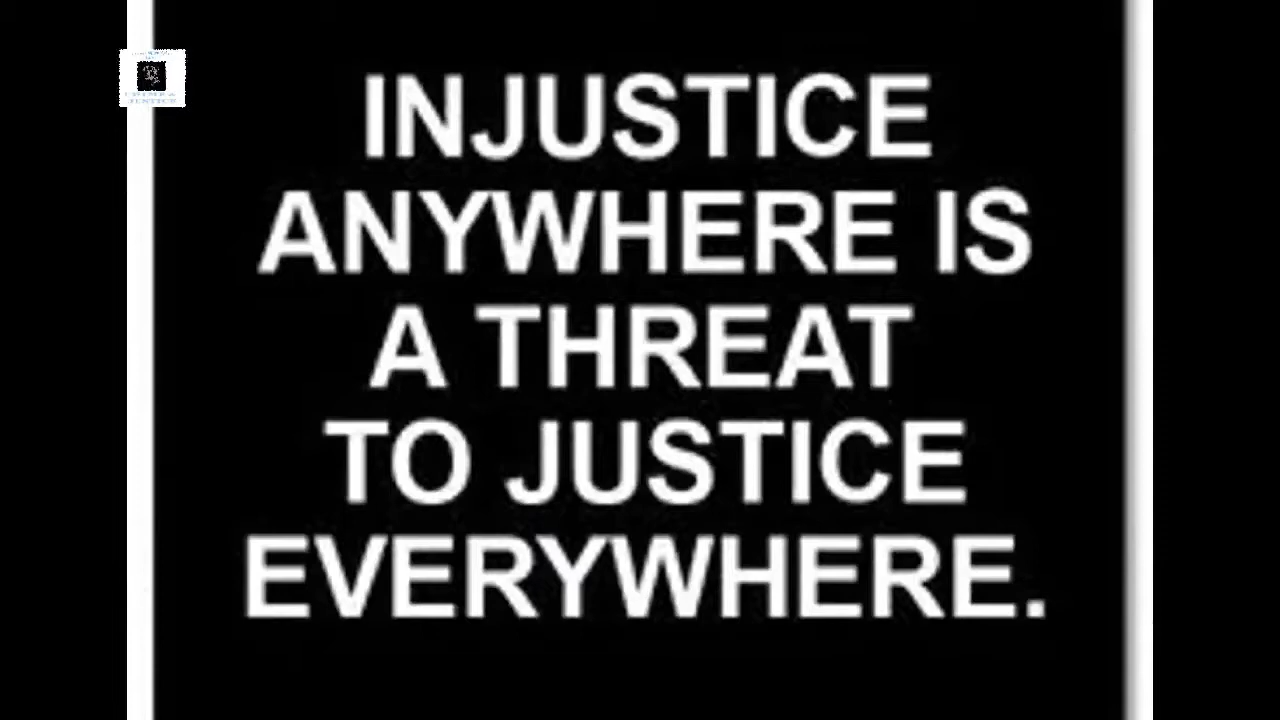 INJUSTICE
ANYWHERE IS
A THREAT
TO JUSTICE
EVERYWHERE.